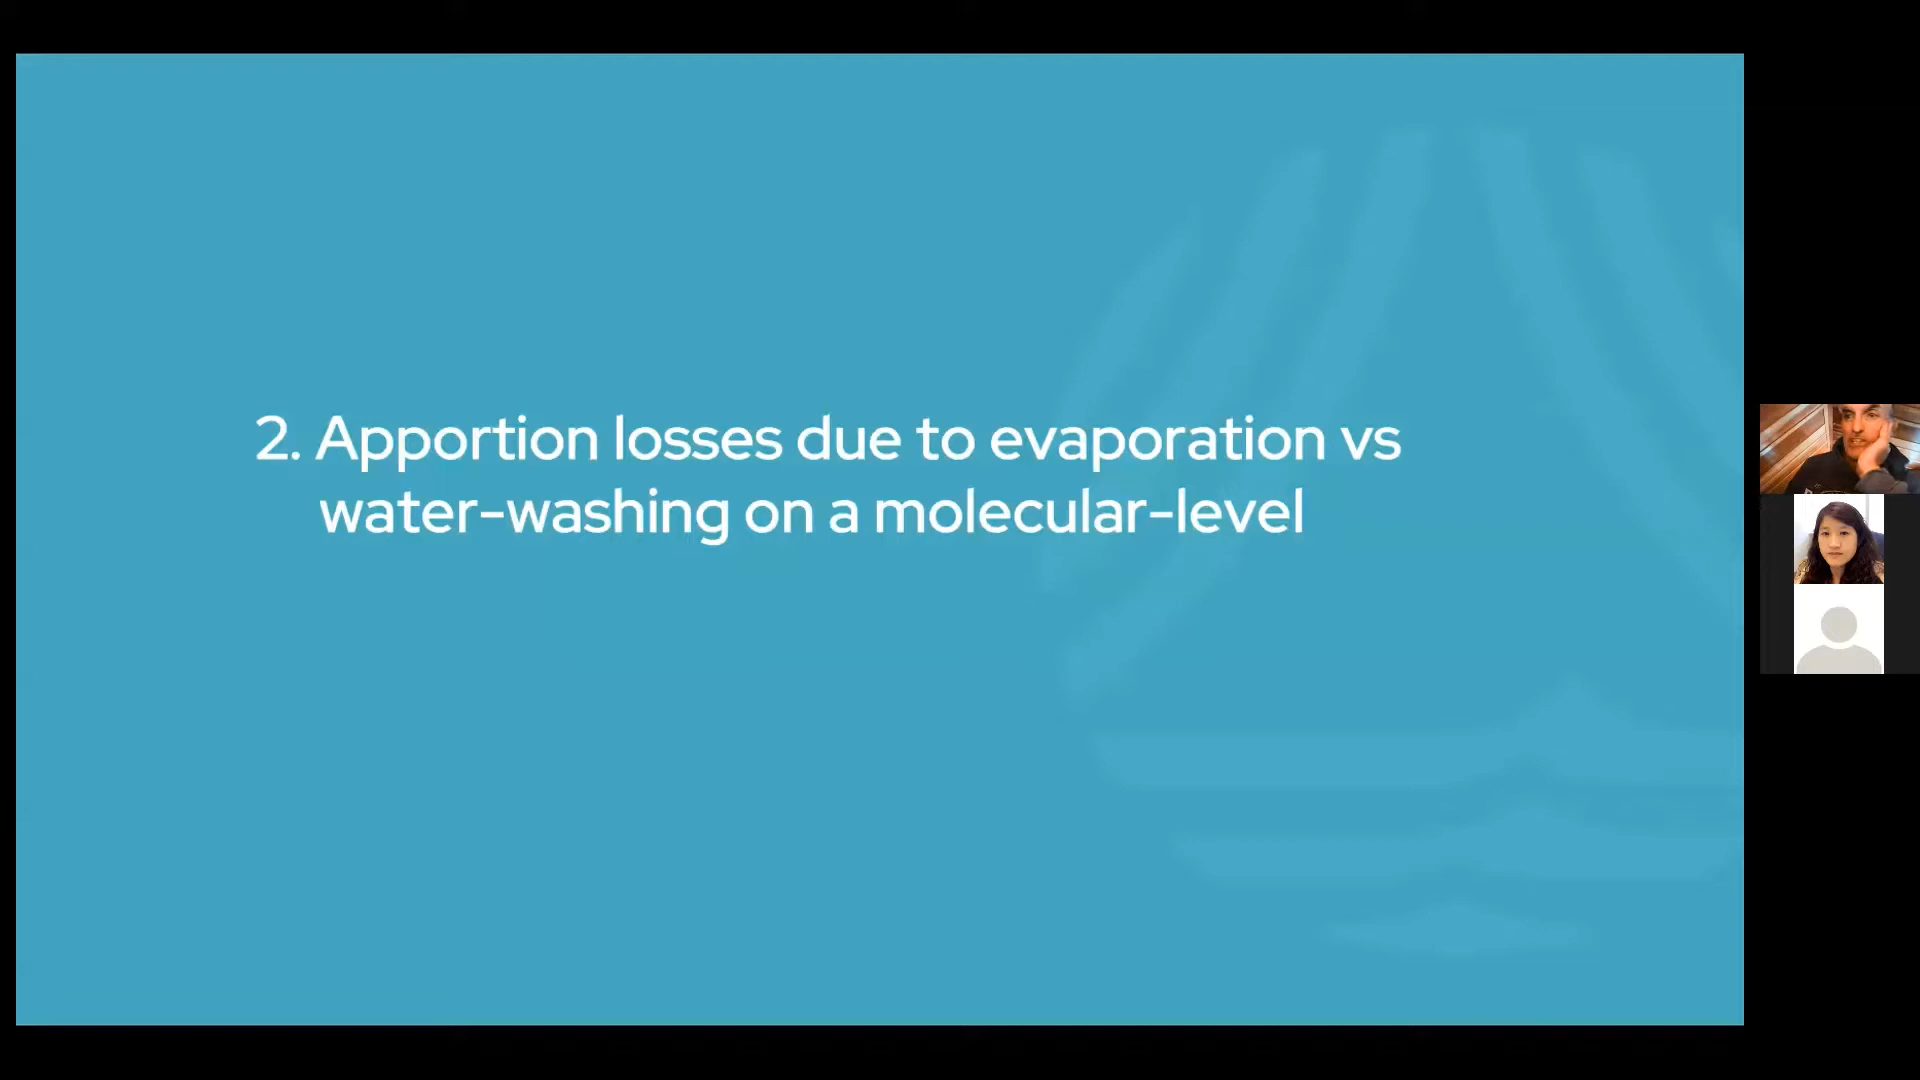 2. Apportion losses due to evaporation vs
water-washing on a molecular-level